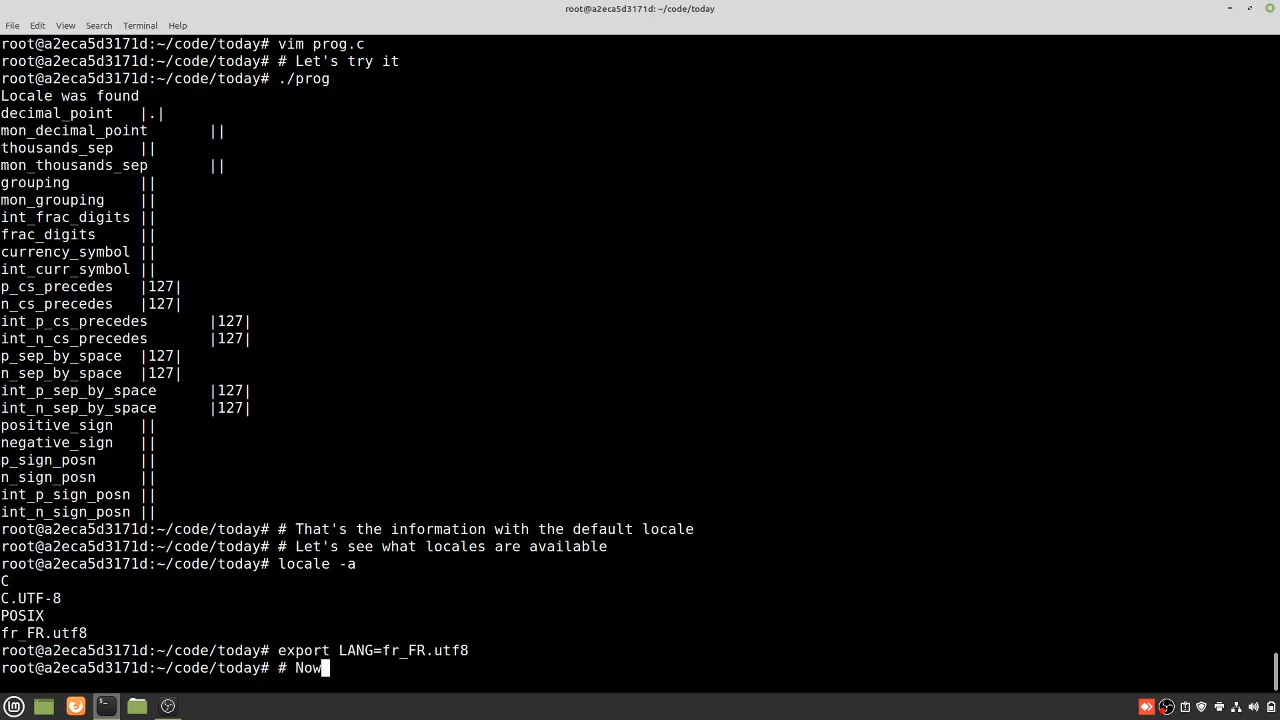 root@a2eca5d3171d: ~/code/today
File Edit View Search Terminal Help
root@a2eca5d3171d:~/code/today# vim prog.c
root@a2eca5d3171d:~/code/today# # Let's try it
root@a2eca5d3171d:~/code/today# ./prog
Locale was found
decimal_point |.|
mon_decimal_point ||
thousands_sep ||
mon_thousands_sep ||
grouping ||
mon_grouping ||
int_frac_digits ||
frac_digits ||
currency_symbol ||
int_curr_symbol ||
p_cs_precedes |127|
n_cs_precedes |127|
int_p_cs_precedes |127|
int_n_cs_precedes |127|
p_sep_by_space |127|
n_sep_by_space |127|
int_p_sep_by_space |127|
int_n_sep_by_space |127|
positive_sign ||
negative_sign ||
p_sign_posn ||
n_sign_posn ||
int_p_sign_posn ||
int_n_sign_posn ||
root@a2eca5d3171d:~/code/today# # That's the information with the default locale
root@a2eca5d3171d:~/code/today# # Let's see what locales are available
root@a2eca5d3171d:~/code/today# locale -a
C
C.UTF-8
POSIX
fr_FR.utf8
root@a2eca5d3171d:~/code/today# export LANG=fr_FR.utf8
root@a2eca5d3171d:~/code/today# # Now